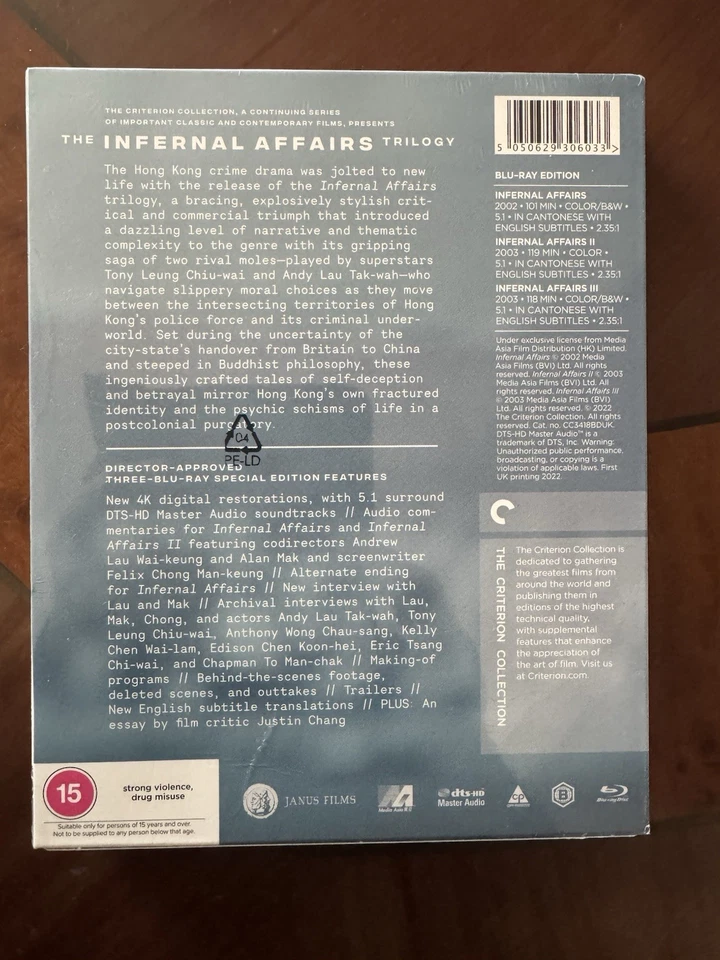 THE CRITERION COLLECTION, A CONTINUING SERIES
OF IMPORTANT CLASSIC AND CONTEMPORARY FILMS, PRESENTS
THE INFERNAL AFFAIRS TRILOGY
The Hong Kong crime drama was jolted to new
life with the release of the Infernal Affairs
trilogy, a bracing, explosively stylish crit-
ical and commercial triumph that introduced
a dazzling level of narrative and thematic
complexity to the genre with its gripping
saga of two rival moles—played by superstars
Tony Leung Chiu-wai and Andy Lau Tak-wah—who
navigate slippery moral choices as they move
between the intersecting territories of Hong
Kong's police force and its criminal under-
world. Set during the uncertainty of the
city-state's handover from Britain to China
and steeped in Buddhist philosophy, these
ingeniously crafted tales of self-deception
and betrayal mirror Hong Kong's own fractured
identity and the psychic schisms of life in a
postcolonial purgatory.
04
PE-LD
DIRECTOR-APPROVED
THREE-BLU-RAY SPECIAL EDITION FEATURES
New 4K digital restorations, with 5.1 surround
DTS-HD Master Audio soundtracks // Audio com-
mentaries for Infernal Affairs and Infernal
Affairs II featuring codirectors Andrew
Lau Wai-keung and Alan Mak and screenwriter
Felix Chong Man-keung // Alternate ending
for Infernal Affairs // New interview with
Lau and Mak // Archival interviews with Lau,
Mak, Chong, and actors Andy Lau Tak-wah, Tony
Leung Chiu-wai, Anthony Wong Chau-sang, Kelly
Chen Wai-lam, Edison Chen Koon-hei, Eric Tsang
Chi-wai, and Chapman To Man-chak // Making-of
programs // Behind-the-scenes footage,
deleted scenes, and outtakes // Trailers //
New English subtitle translations // PLUS: An
essay by film critic Justin Chang
5 050629 306033 >
BLU-RAY EDITION
INFERNAL AFFAIRS
2002 • 101 MIN • COLOR/B&W •
5.1 • IN CANTONESE WITH
ENGLISH SUBTITLES • 2.35:1
INFERNAL AFFAIRS II
2003 • 119 MIN • COLOR •
5.1 • IN CANTONESE WITH
ENGLISH SUBTITLES • 2.35:1
INFERNAL AFFAIRS III
2003 • 118 MIN • COLOR/B&W •
5.1 • IN CANTONESE WITH
ENGLISH SUBTITLES • 2.35:1
Under exclusive license from Media
Asia Film Distribution (HK) Limited.
Infernal Affairs © 2002 Media
Asia Films (BVI) Ltd. All rights
reserved. Infernal Affairs II © 2003
Media Asia Films (BVI) Ltd. All
rights reserved. Infernal Affairs III
© 2003 Media Asia Films (BVI)
Ltd. All rights reserved. © 2022
The Criterion Collection. All rights
reserved. Cat. no. CC3418BDUK.
DTS-HD Master Audio™ is a
trademark of DTS, Inc. Warning:
Unauthorized public performance,
broadcasting, or copying is a
violation of applicable laws. First
UK printing 2022.
THE CRITERION COLLECTION
The Criterion Collection is
dedicated to gathering
the greatest films from
around the world and
publishing them in
editions of the highest
technical quality,
with supplemental
features that enhance
the appreciation of
the art of film. Visit us
at Criterion.com.
15
strong violence,
drug misuse
Suitable only for persons of 15 years and over.
Not to be supplied to any person below that age.
JANUS FILMS
Media Asia
dts-HD
Master Audio
B
Blu-ray Disc